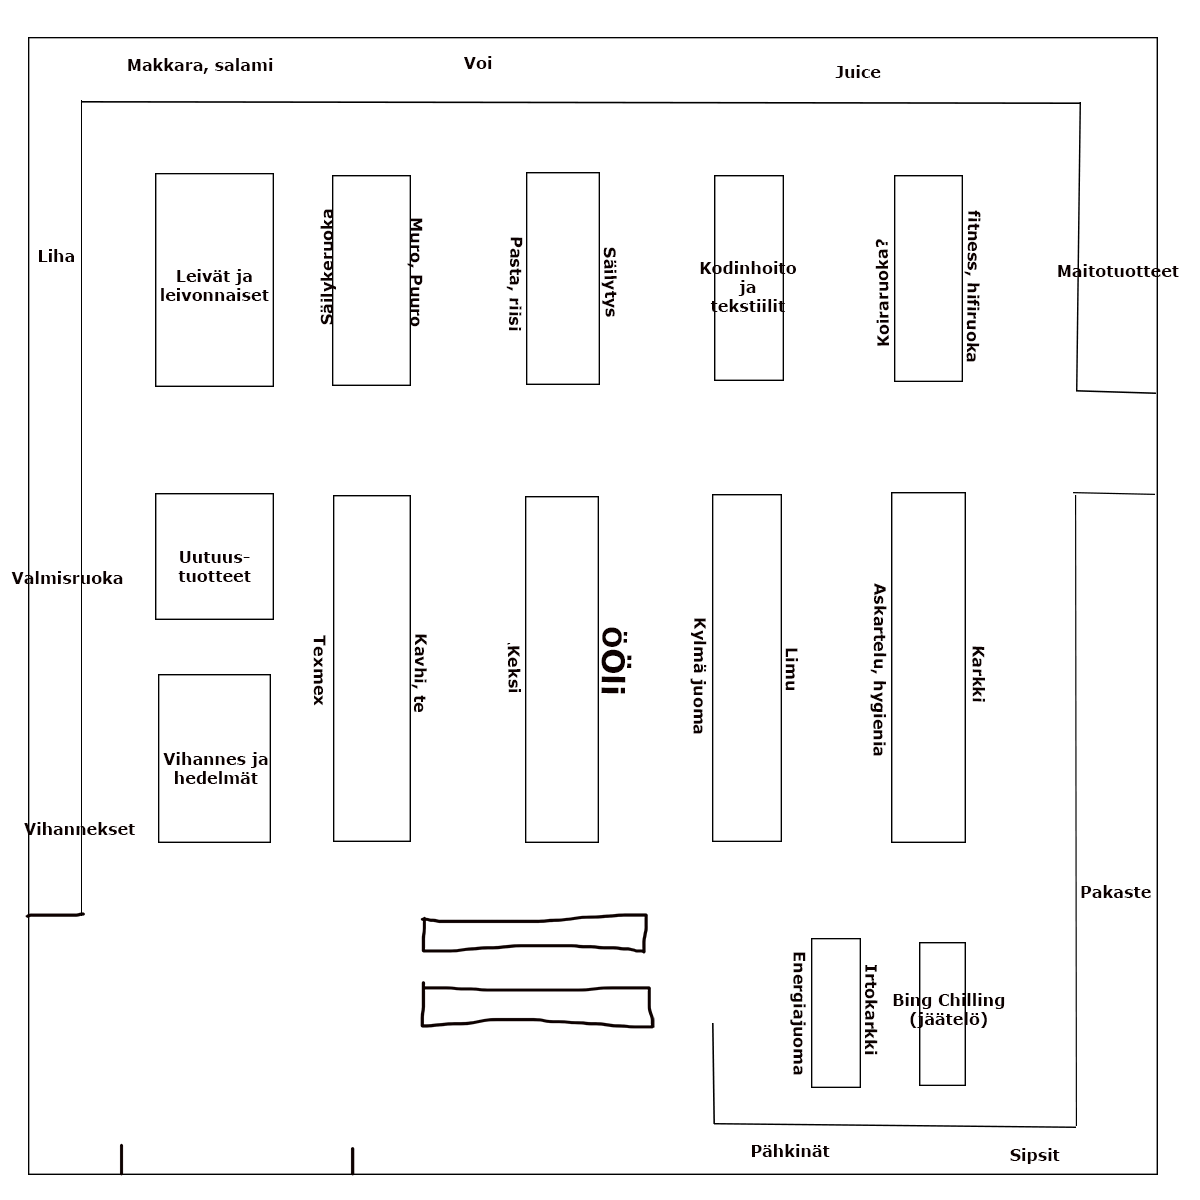 Makkara, salami
Voi
Juice
Liha
Leivät ja
leivonnaiset
Säilykeruoka
Muro, Puuro
Pasta, riisi
Säilytys
Kodinhoito
ja
tekstiilit
Koiraruoka?
fitness, hifiruoka
Maitotuotteet
Valmisruoka
Uutuus-
tuotteet
Texmex
Kavhi, te
Keksi
öÖli
Kylmä juoma
Limu
Askartelu, hygienia
Karkki
Vihannes ja
hedelmät
Vihannekset
Pakaste
Energiajuoma
Irtokarkki
Bing Chilling
(jäätelö)
Pähkinät
Sipsit